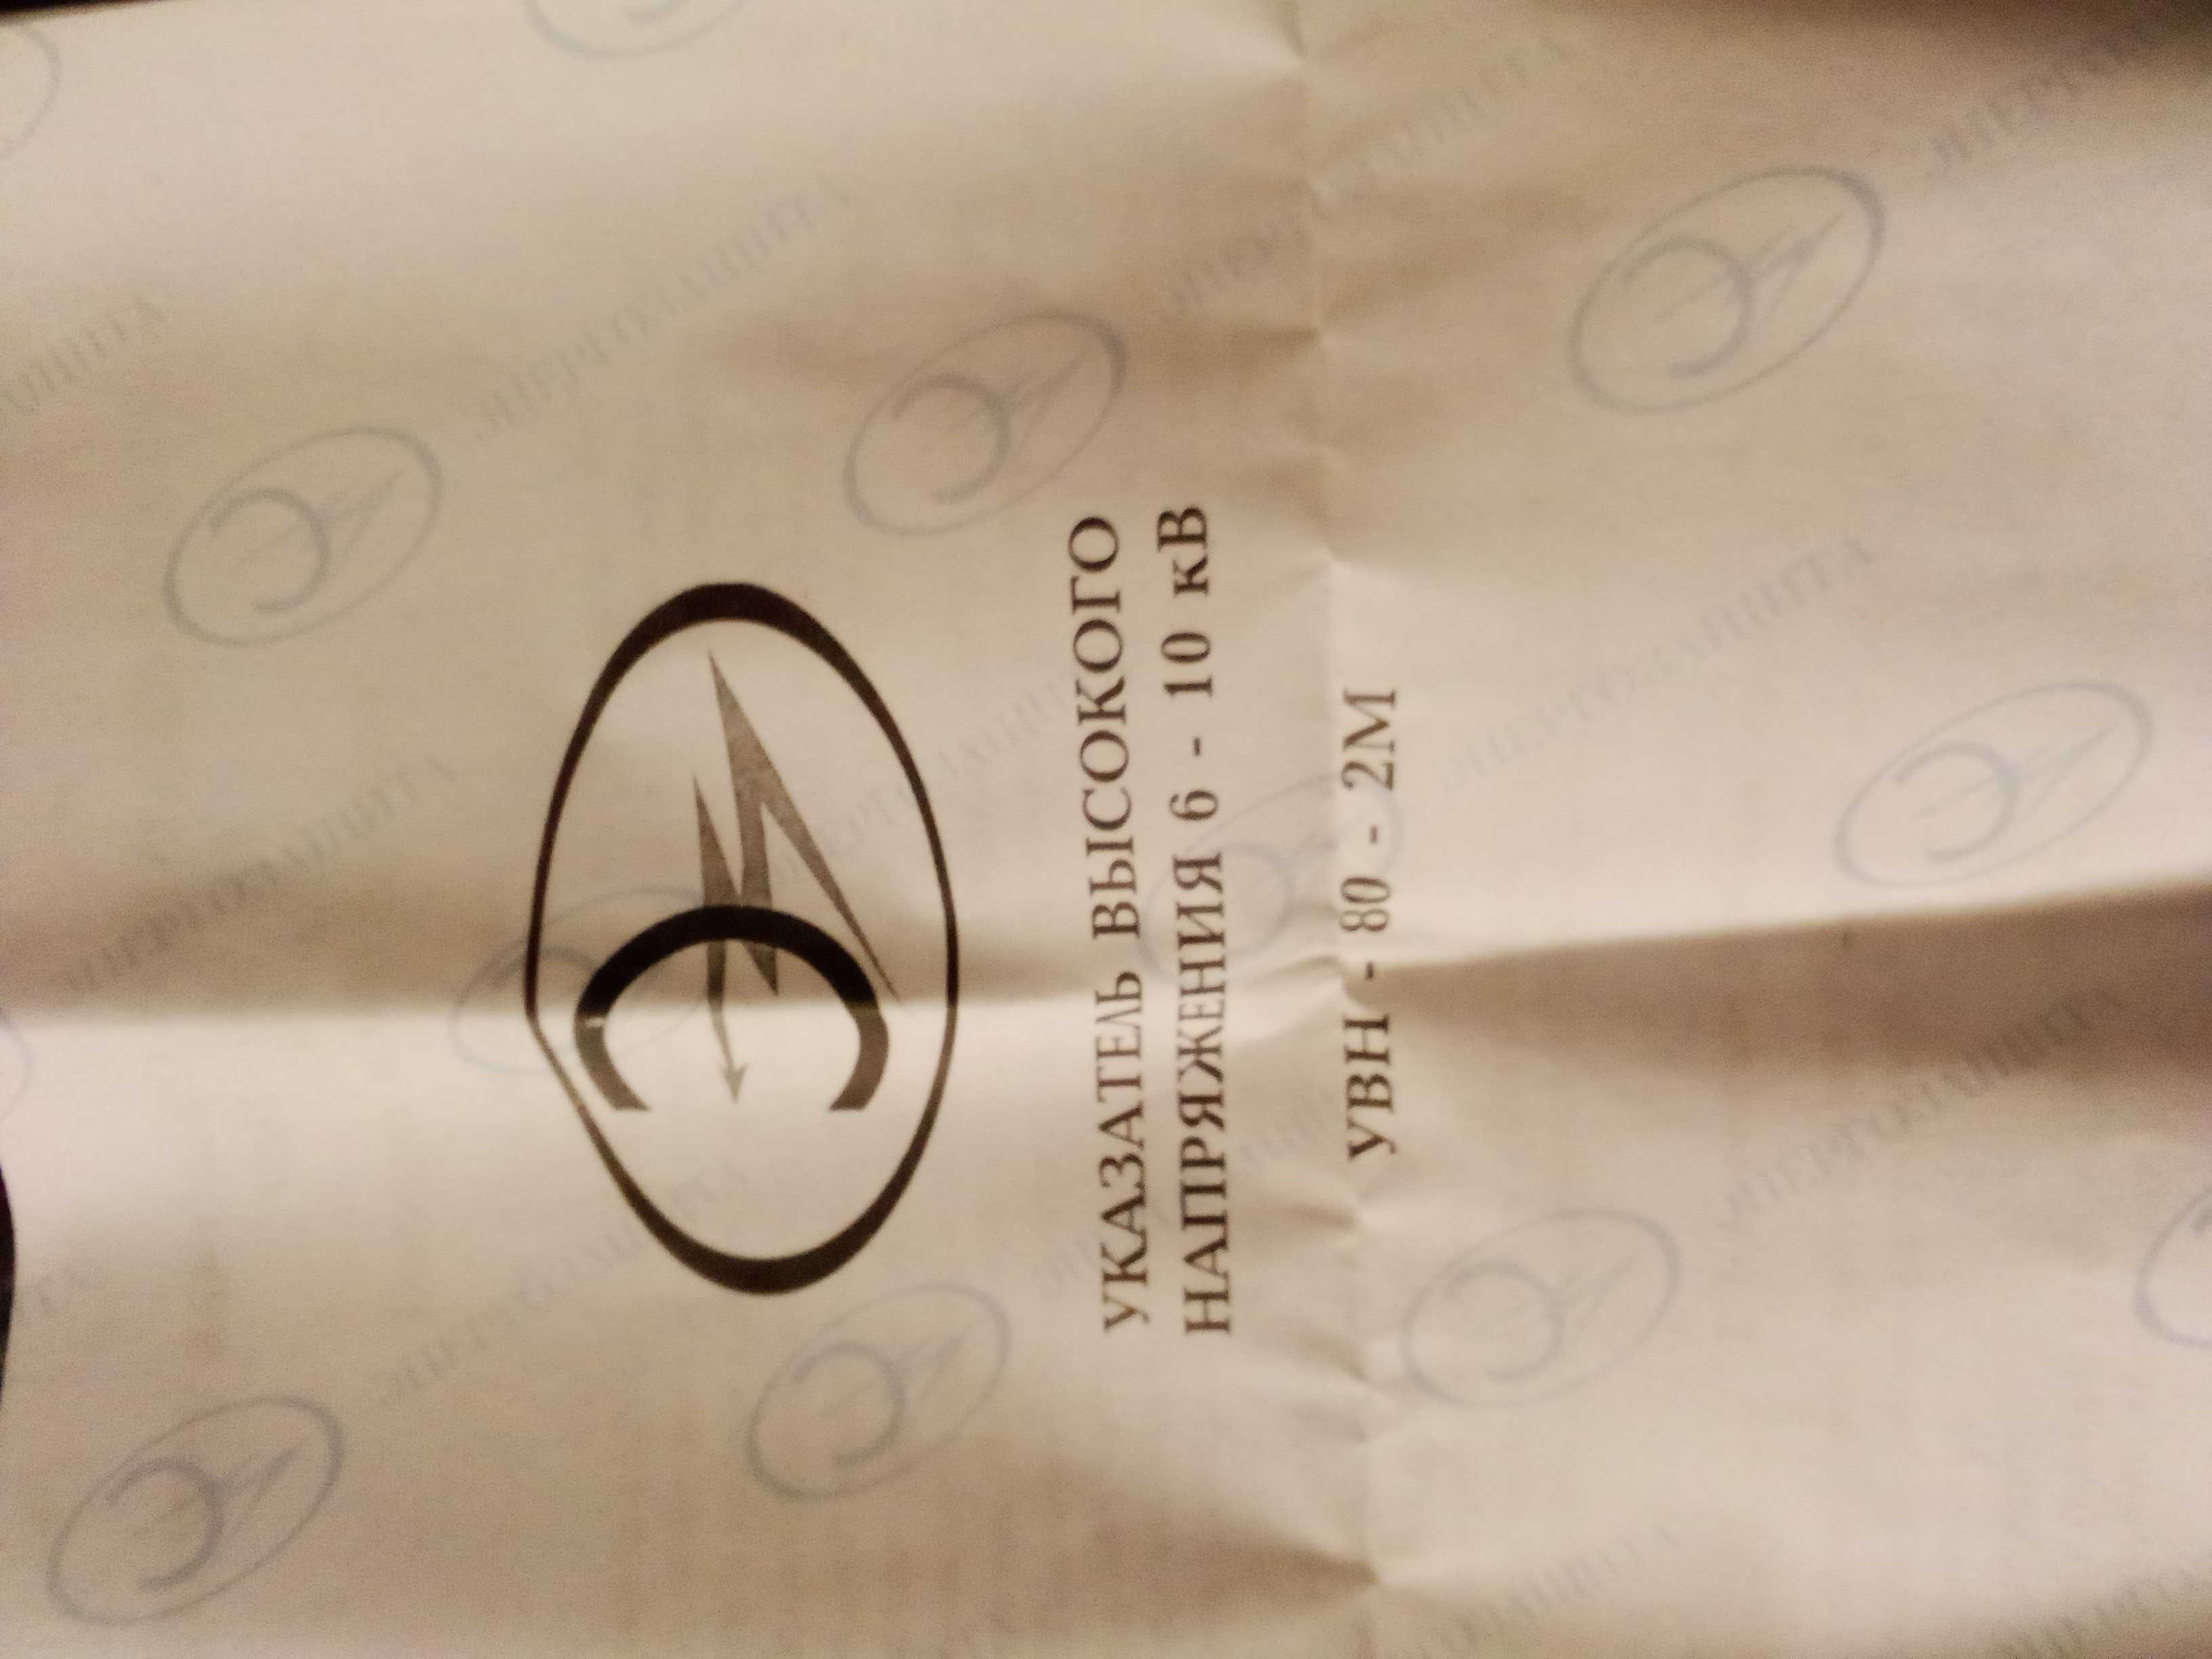 УКАЗАТЕЛЬ ВЫСОКОГО
НАПРЯЖЕНИЯ 6 - 10 кВ
УВН - 80 - 2М